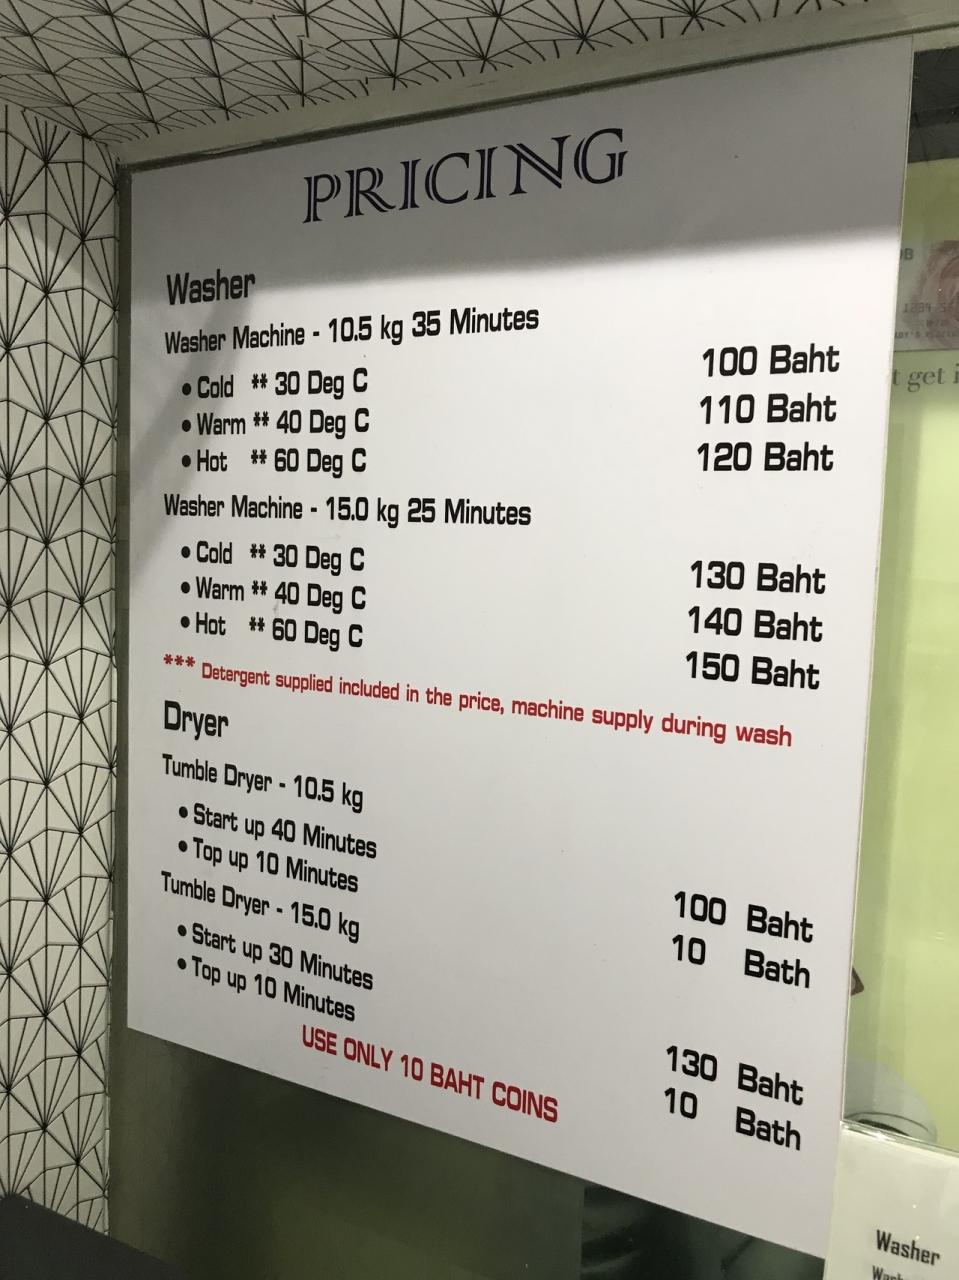 PRICING
Washer
Washer Machine - 10.5 kg 35 Minutes
• Cold ** 30 Deg C 100 Baht
• Warm ** 40 Deg C 110 Baht
• Hot ** 60 Deg C 120 Baht
Washer Machine - 15.0 kg 25 Minutes
• Cold ** 30 Deg C 130 Baht
• Warm ** 40 Deg C 140 Baht
• Hot ** 60 Deg C 150 Baht
*** Detergent supplied included in the price, machine supply during wash
Dryer
Tumble Dryer - 10.5 kg
• Start up 40 Minutes 100 Baht
• Top up 10 Minutes 10 Bath
Tumble Dryer - 15.0 kg
• Start up 30 Minutes 130 Baht
• Top up 10 Minutes 10 Bath
USE ONLY 10 BAHT COINS
get
Washer